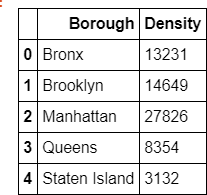 Borough Density
0 Bronx 13231
1 Brooklyn 14649
2 Manhattan 27826
3 Queens 8354
4 Staten Island 3132